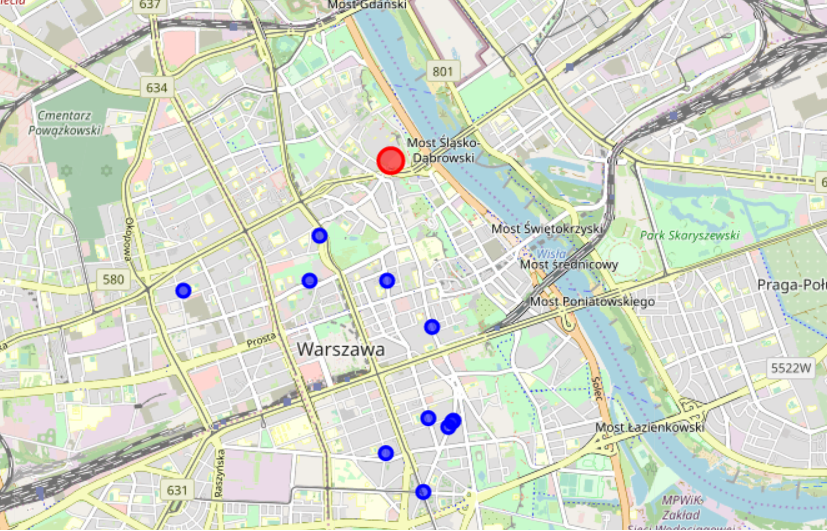 637
Most Gdański
801
634
Cmentarz
Powązkowski
Most Śląsko-
Dąbrowski
Okopowa
Most Świętokrzyski
Park Skaryszewski
Wisła
Most średnicowy
580
Most Poniatowskiego
Praga-Połu
Prosta
Warszawa
5522W
Solec
Most Łazienkowski
Raszyńska
631
MPWiK-
Zakład